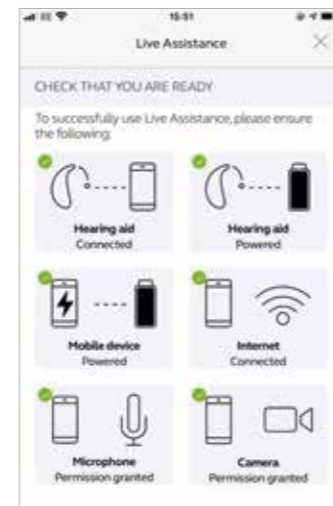 15:51
Live Assistance
CHECK THAT YOU ARE READY
To successfully use Live Assistance, please ensure
the following:
Hearing aid
Connected
Hearing aid
Powered
Mobile device
Powered
Internet
Connected
Microphone
Permission granted
Camera
Permission granted